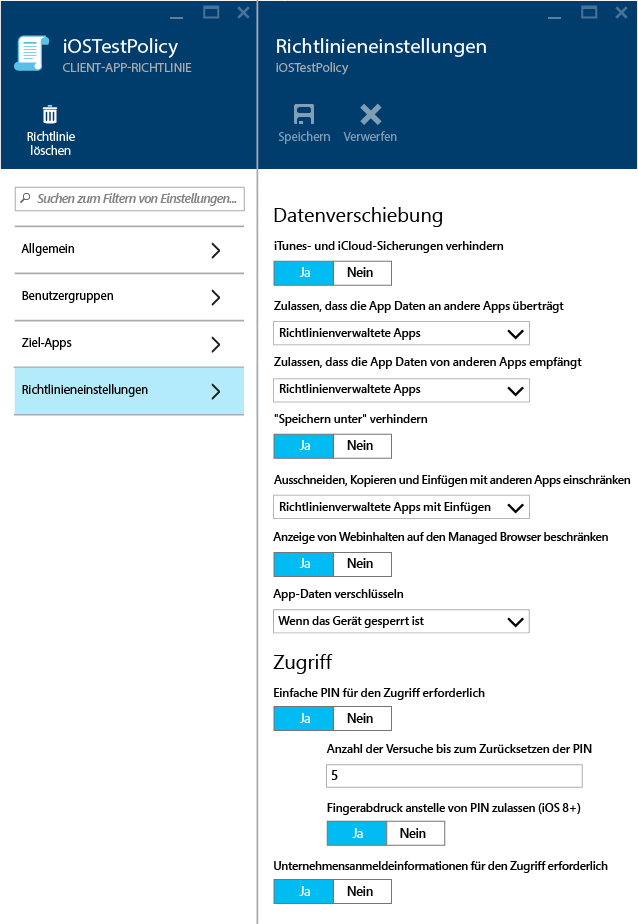 iOSTestPolicy
CLIENT-APP-RICHTLINIE
Richtlinie
löschen
Suchen zum Filtern von Einstellungen...
Allgemein
Benutzergruppen
Ziel-Apps
Richtlinieneinstellungen
Richtlinieneinstellungen
iOSTestPolicy
Speichern Verwerfen
Datenverschiebung
iTunes- und iCloud-Sicherungen verhindern
Ja Nein
Zulassen, dass die App Daten an andere Apps überträgt
Richtlinienverwaltete Apps
Zulassen, dass die App Daten von anderen Apps empfängt
Richtlinienverwaltete Apps
"Speichern unter" verhindern
Ja Nein
Ausschneiden, Kopieren und Einfügen mit anderen Apps einschränken
Richtlinienverwaltete Apps mit Einfügen
Anzeige von Webinhalten auf den Managed Browser beschränken
Ja Nein
App-Daten verschlüsseln
Wenn das Gerät gesperrt ist
Zugriff
Einfache PIN für den Zugriff erforderlich
Ja Nein
Anzahl der Versuche bis zum Zurücksetzen der PIN
5
Fingerabdruck anstelle von PIN zulassen (iOS 8+)
Ja Nein
Unternehmensanmeldeinformationen für den Zugriff erforderlich
Ja Nein